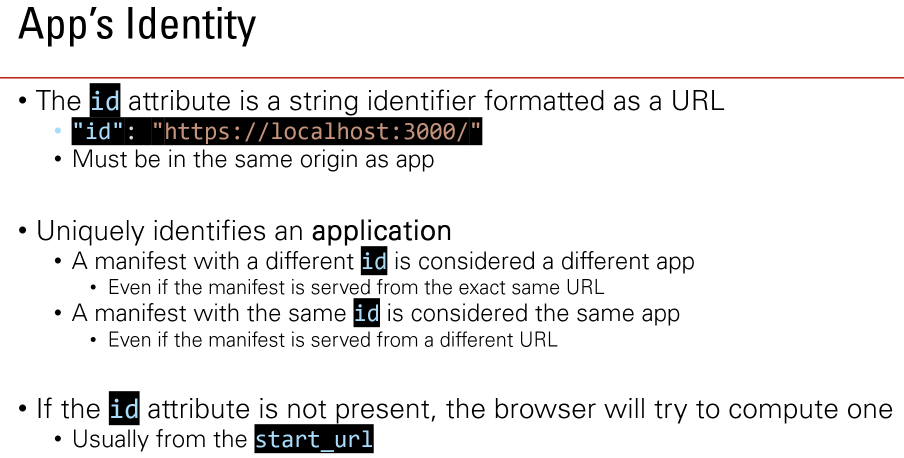 App's Identity
• The id attribute is a string identifier formatted as a URL
• "id": "https://localhost:3000/"
• Must be in the same origin as app
• Uniquely identifies an application
• A manifest with a different id is considered a different app
• Even if the manifest is served from the exact same URL
• A manifest with the same id is considered the same app
• Even if the manifest is served from a different URL
• If the id attribute is not present, the browser will try to compute one
• Usually from the start_url